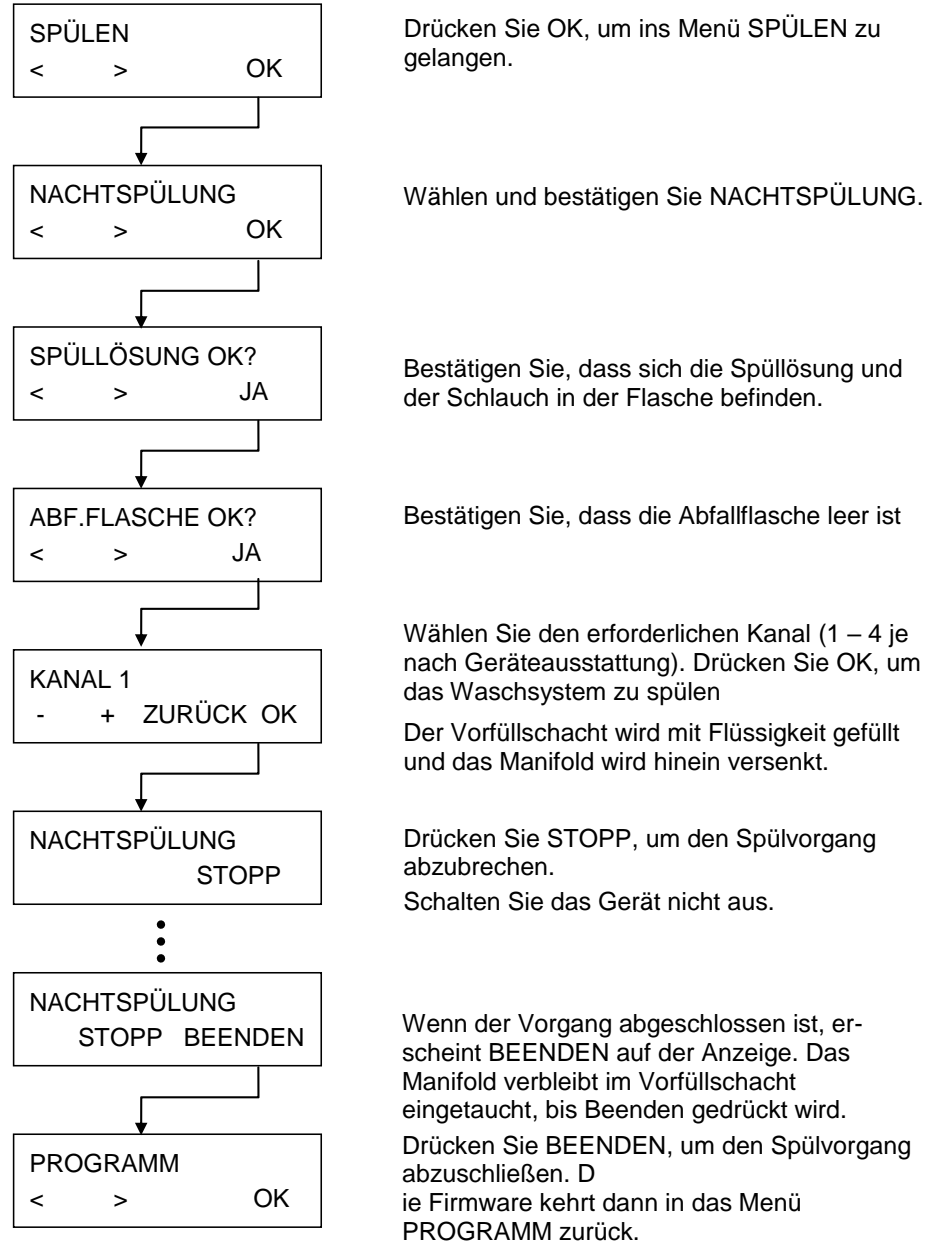 SPÜLEN
< > OK
Drücken Sie OK, um ins Menü SPÜLEN zu
gelangen.
NACHTSPÜLUNG
< > OK
Wählen und bestätigen Sie NACHTSPÜLUNG.
SPÜLLÖSUNG OK?
< > JA
Bestätigen Sie, dass sich die Spüllösung und
der Schlauch in der Flasche befinden.
ABF.FLASCHE OK?
< > JA
Bestätigen Sie, dass die Abfallflasche leer ist
KANAL 1
- + ZURÜCK OK
Wählen Sie den erforderlichen Kanal (1 – 4 je
nach Geräteausstattung). Drücken Sie OK, um
das Waschsystem zu spülen
Der Vorfüllschacht wird mit Flüssigkeit gefüllt
und das Manifold wird hinein versenkt.
NACHTSPÜLUNG
STOPP
Drücken Sie STOPP, um den Spülvorgang
abzubrechen.
Schalten Sie das Gerät nicht aus.
NACHTSPÜLUNG
STOPP BEENDEN
Wenn der Vorgang abgeschlossen ist, er-
scheint BEENDEN auf der Anzeige. Das
Manifold verbleibt im Vorfüllschacht
eingetaucht, bis Beenden gedrückt wird.
PROGRAMM
< > OK
Drücken Sie BEENDEN, um den Spülvorgang
abzuschließen. D
ie Firmware kehrt dann in das Menü
PROGRAMM zurück.